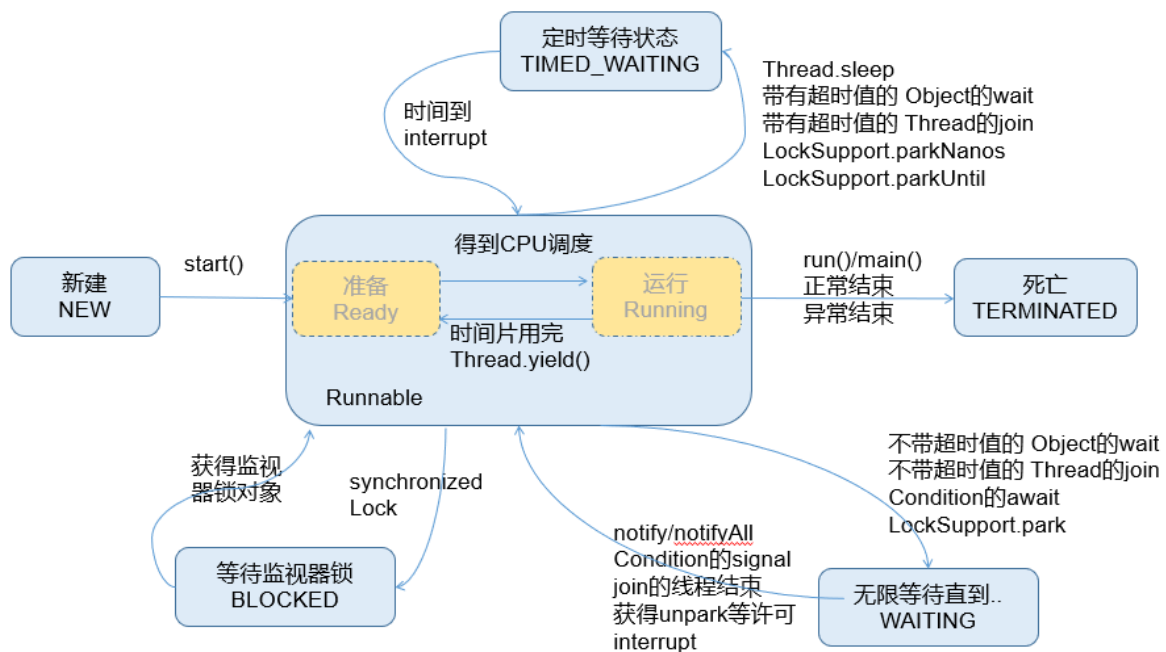 定时等待状态
TIMED_WAITING
Thread.sleep
带有超时值的 Object的wait
带有超时值的 Thread的join
LockSupport.parkNanos
LockSupport.parkUntil
时间到
interrupt
得到CPU调度
新建
NEW
start()
准备
Ready
运行
Running
时间片用完
Thread.yield()
Runnable
run()/main()
正常结束
异常结束
死亡
TERMINATED
获得监视
器锁对象
synchronized
Lock
等待监视器锁
BLOCKED
notify/notifyAll
Condition的signal
join的线程结束
获得unpark等许可
interrupt
不带超时值的 Object的wait
不带超时值的 Thread的join
Condition的await
LockSupport.park
无限等待直到..
WAITING